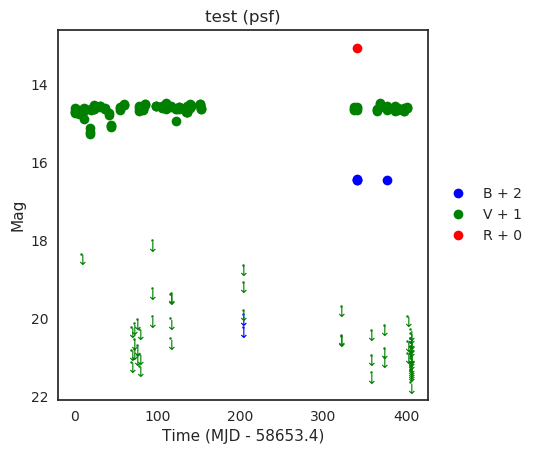 test (psf)
Mag
14
16
18
20
22
0
100
200
300
400
Time (MJD - 58653.4)
B + 2
V + 1
R + 0